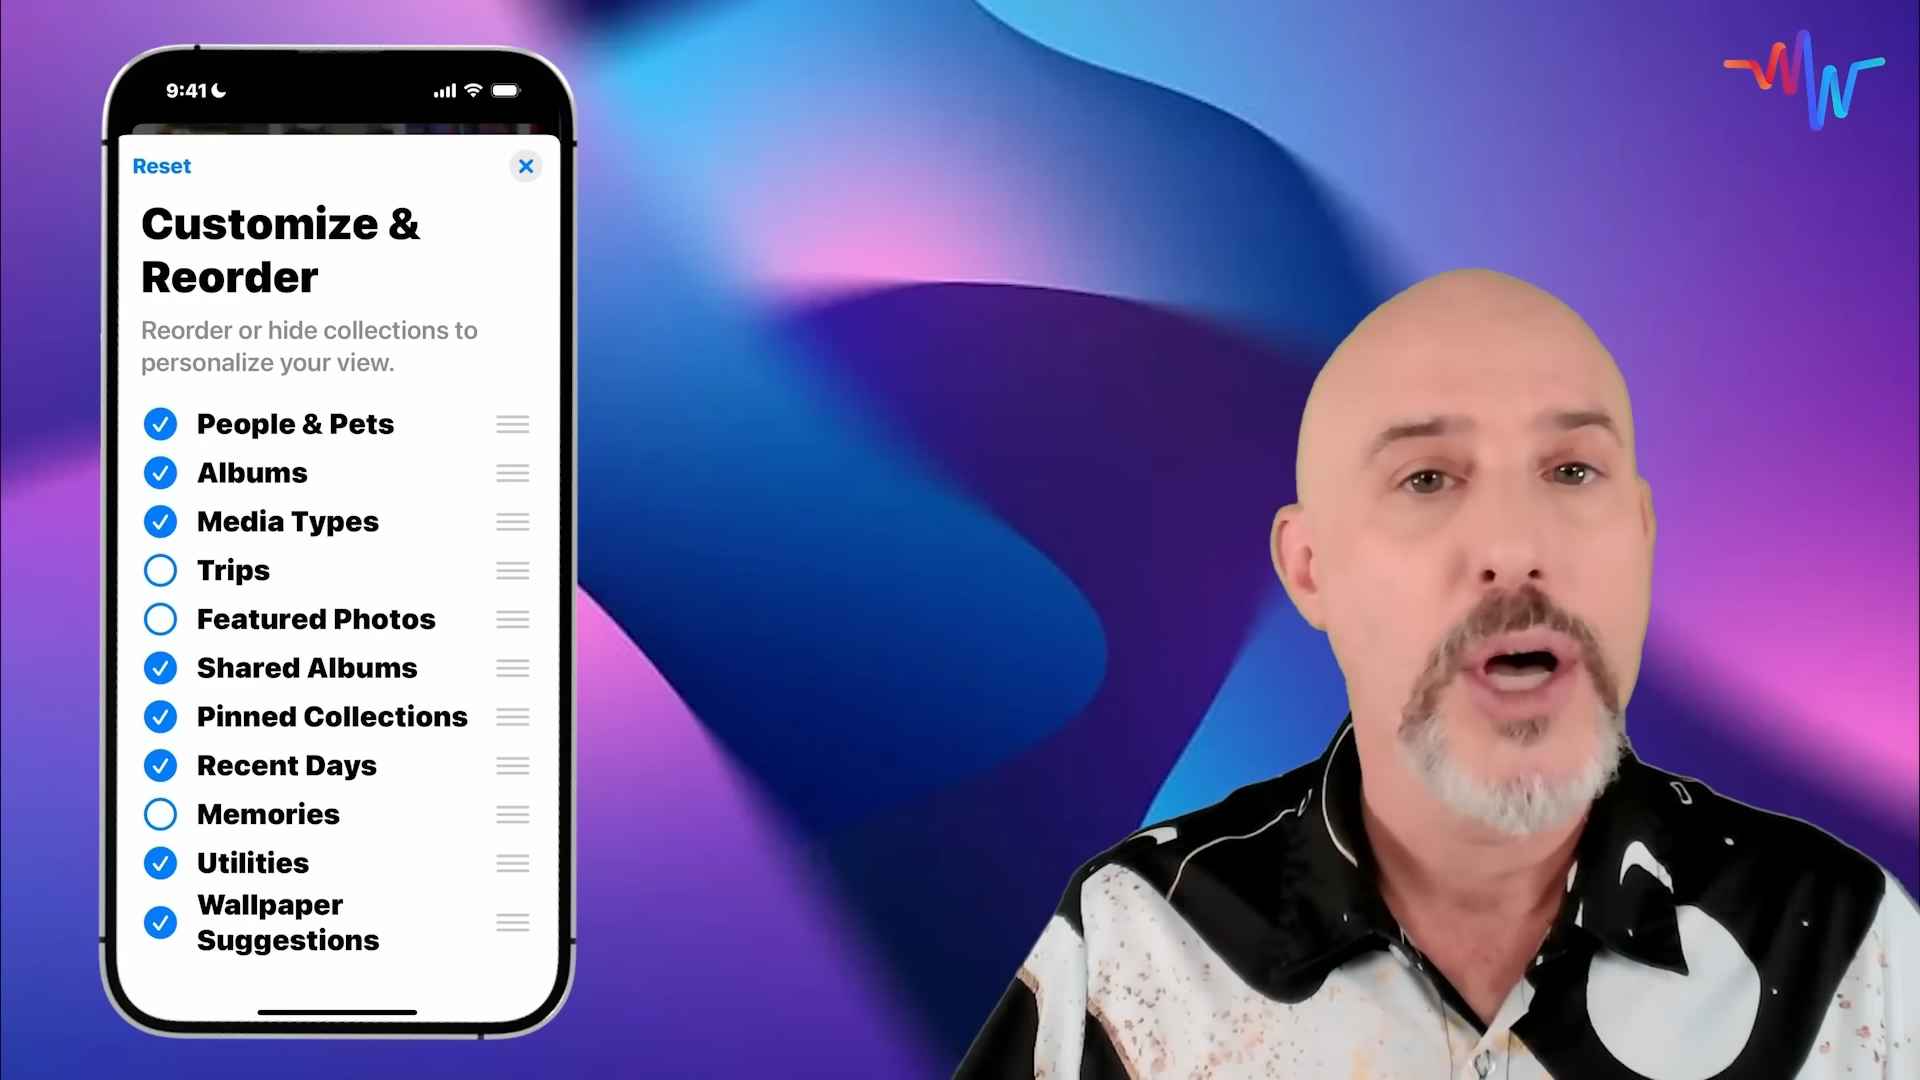 9:41
Reset
Customize &
Reorder
Reorder or hide collections to
personalize your view.
People & Pets
Albums
Media Types
Trips
Featured Photos
Shared Albums
Pinned Collections
Recent Days
Memories
Utilities
Wallpaper
Suggestions